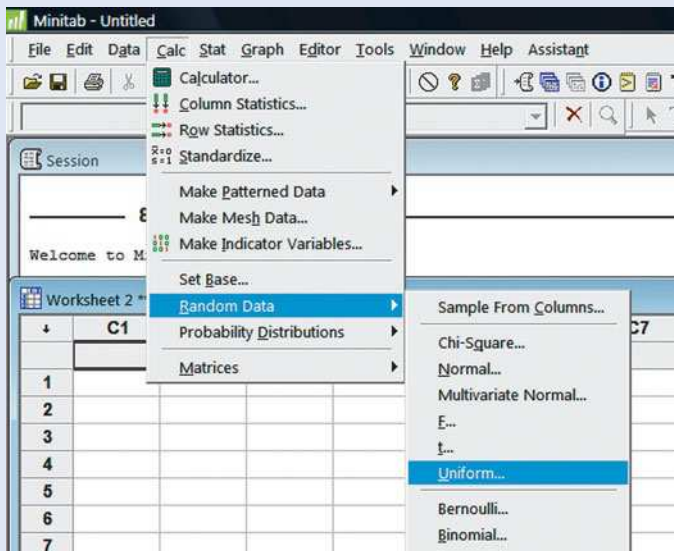 Minitab - Untitled
File Edit Data Calc Stat Graph Editor Tools Window Help Assistant
Calculator...
Column Statistics...
Row Statistics...
Standardize...
Make Patterned Data
Make Mesh Data...
Make Indicator Variables...
Set Base...
Random Data
Probability Distributions
Matrices
Session
8
Welcome to M
Worksheet 2 **
C1
C7
1
2
3
4
5
6
7
Sample From Columns...
Chi-Square...
Normal...
Multivariate Normal...
F...
t...
Uniform...
Bernoulli...
Binomial...